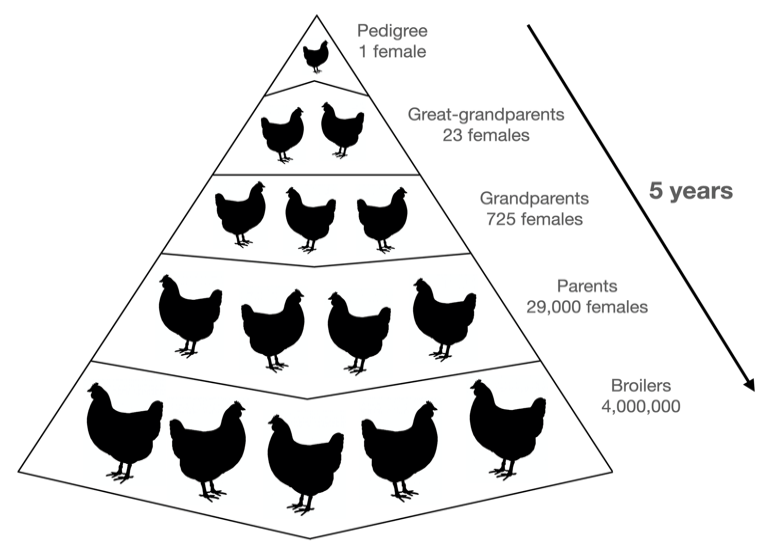 Pedigree
1 female
Great-grandparents
23 females
Grandparents
725 females
5 years
Parents
29,000 females
Broilers
4,000,000